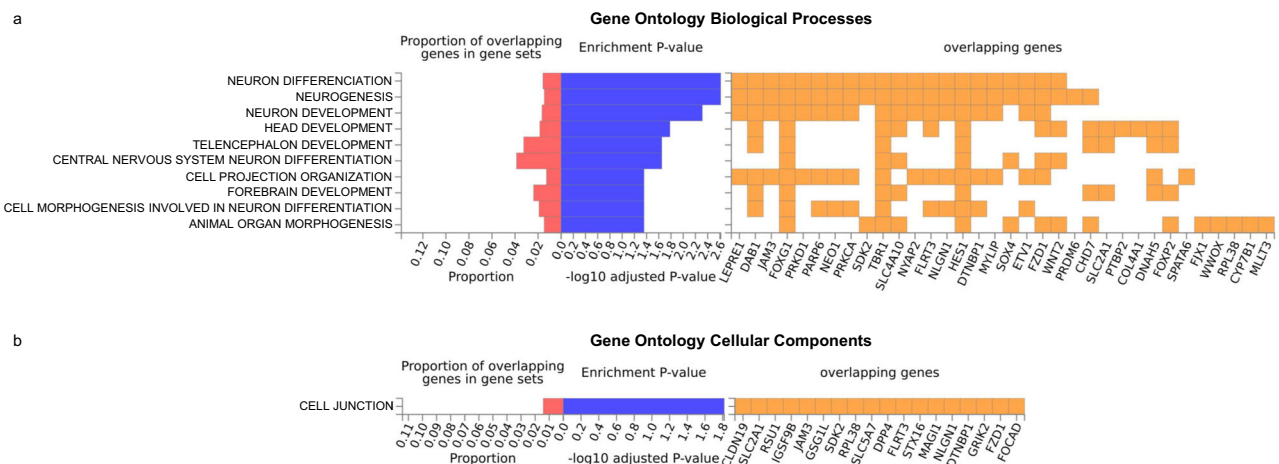 a
Gene Ontology Biological Processes
Proportion of overlapping
genes in gene sets
Enrichment P-value
overlapping genes
NEURON DIFFERENCIATION
NEUROGENESIS
NEURON DEVELOPMENT
HEAD DEVELOPMENT
TELENCEPHALON DEVELOPMENT
CENTRAL NERVOUS SYSTEM NEURON DIFFERENTIATION
CELL PROJECTION ORGANIZATION
FOREBRAIN DEVELOPMENT
CELL MORPHOGENESIS INVOLVED IN NEURON DIFFERENTIATION
ANIMAL ORGAN MORPHOGENESIS
0.12 0.10 0.08 0.06 0.04 0.02 0.0 0.2 0.4 0.6 0.8 1.0 1.2 1.4 1.6 1.8 2.0 2.2 2.4 2.6
LEPRE1 DAB1 JAM3 FOXG1 PRKD1 PARP6 NEO1 PRKCA SDK2 TBR1 SLC4A10 NYAP2 FLRT3 NLGN1 HES1 DTNBP1 MYLIP SOX4 ETV1 FZD1 WNT2 PRDM6 CHD7 SLC2A1 PTBP2 COL4A1 DNAH5 FOXP2 SPATA6 FJX1 WWOX RPL38 CYP7B1 MLLT3
Proportion
-log10 adjusted P-value
b
Gene Ontology Cellular Components
Proportion of overlapping
genes in gene sets
Enrichment P-value
overlapping genes
CELL JUNCTION
0.11 0.10 0.09 0.08 0.07 0.06 0.05 0.04 0.03 0.02 0.01 0.0 0.2 0.4 0.6 0.8 1.0 1.2 1.4 1.6 1.8
CLDN19 SLC2A1 RSU1 IGSF9B JAM3 GSG1L SDK2 RPL38 SLC5A7 DPP4 FLRT3 STX16 MAGI1 NLGN1 DTNBP1 GRIK2 FZD1 FOCAD
Proportion
-log10 adjusted P-value